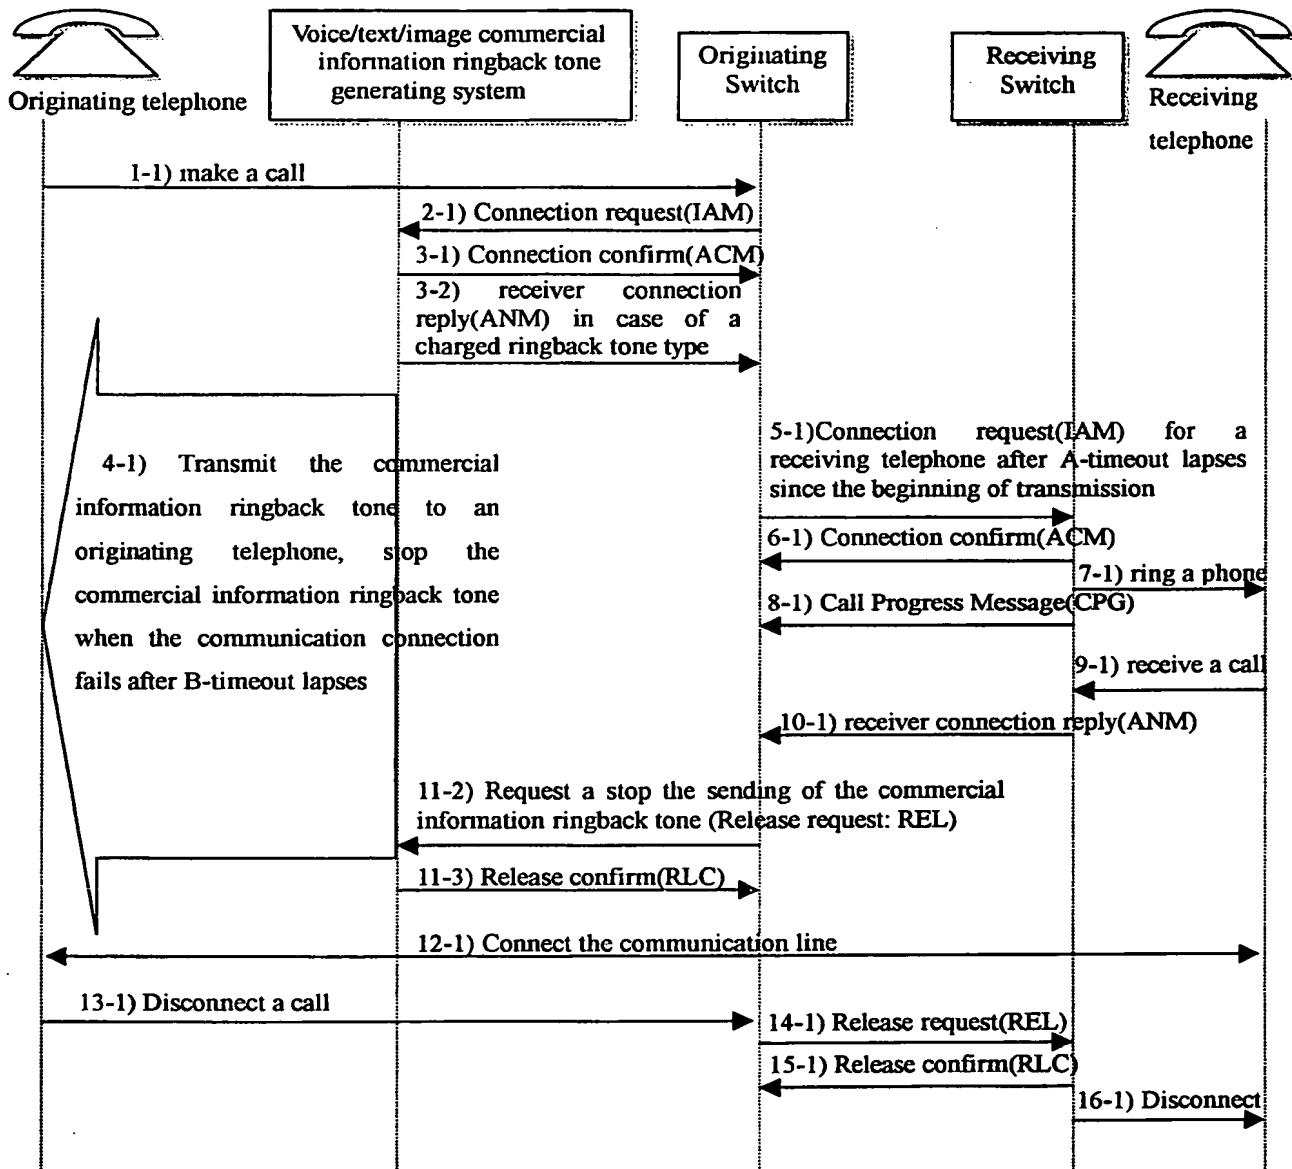 Originating telephone
Voice/text/image commercial
information ringback tone
generating system
Originating
Switch
Receiving
Switch
Receiving
telephone
1-1) make a call
2-1) Connection request(IAM)
3-1) Connection confirm(ACM)
3-2) receiver connection
reply(ANM) in case of a
charged ringback tone type
4-1) Transmit the commercial
information ringback tone to an
originating telephone, stop the
commercial information ringback tone
when the communication connection
fails after B-timeout lapses
5-1)Connection request(IAM) for a
receiving telephone after A-timeout lapses
since the beginning of transmission
6-1) Connection confirm(ACM)
7-1) ring a phone
8-1) Call Progress Message(CPG)
9-1) receive a call
10-1) receiver connection reply(ANM)
11-2) Request a stop the sending of the commercial
information ringback tone (Release request: REL)
11-3) Release confirm(RLC)
12-1) Connect the communication line
13-1) Disconnect a call
14-1) Release request(REL)
15-1) Release confirm(RLC)
16-1) Disconnect